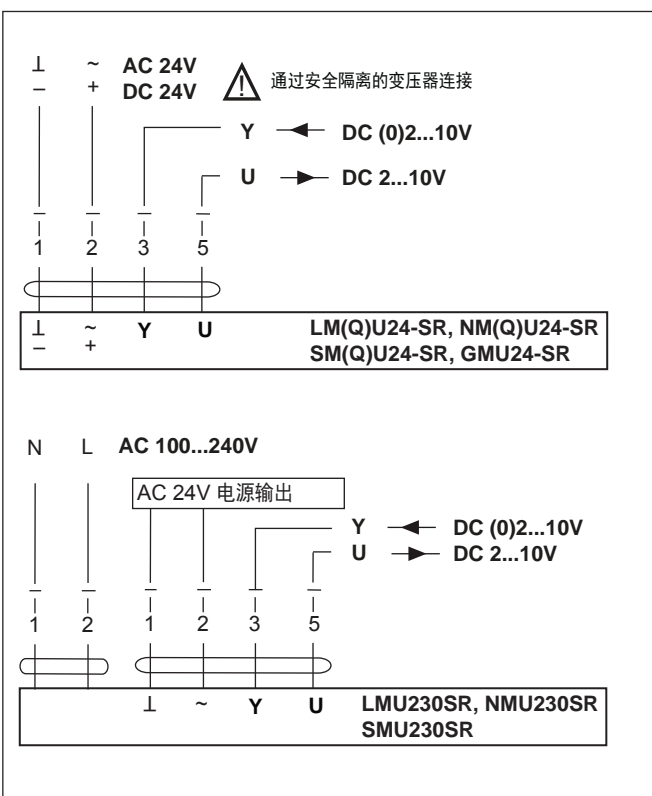 ⊥ ~ AC 24V
– + DC 24V
通过安全隔离的变压器连接
Y DC (0)2...10V
U DC 2...10V
1 2 3 5
⊥ ~ Y U LM(Q)U24-SR, NM(Q)U24-SR
– + SM(Q)U24-SR, GMU24-SR
N L AC 100...240V
AC 24V 电源输出
Y DC (0)2...10V
U DC 2...10V
1 2 1 2 3 5
⊥ ~ Y U LMU230SR, NMU230SR
SMU230SR